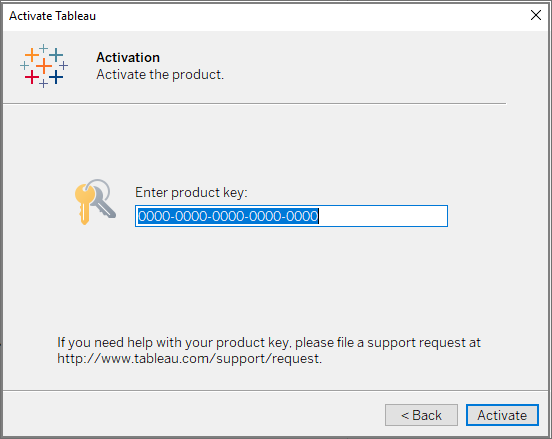 Activate Tableau
Activation
Activate the product.
Enter product key:
0000-0000-0000-0000-0000
If you need help with your product key, please file a support request at
http://www.tableau.com/support/request.
< Back
Activate